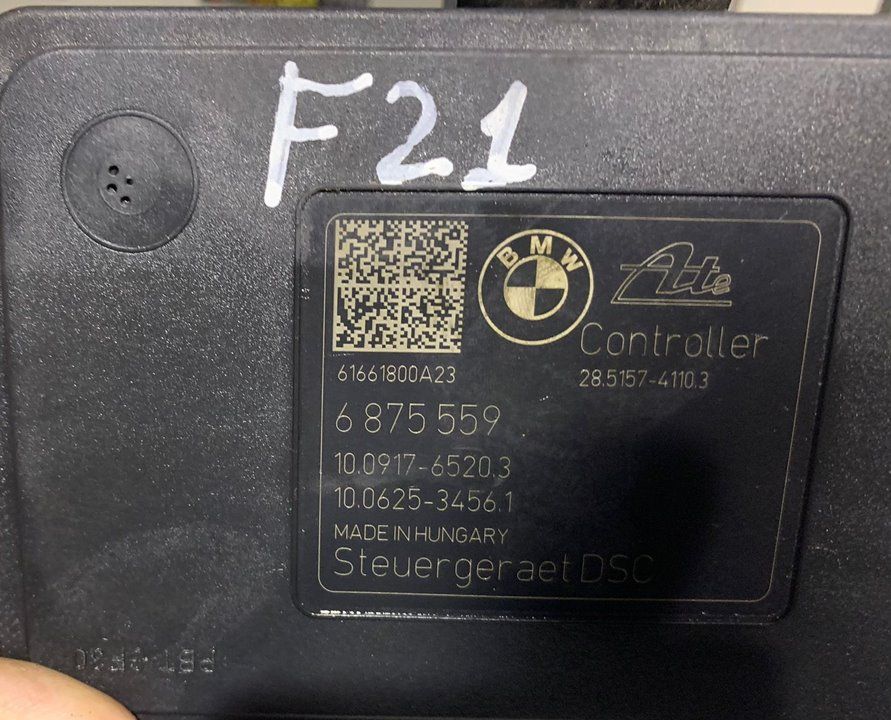 F21
BMW
Ate
Controller
61661800A23
28.5157-4110.3
6 875 559
10.0917-6520.3
10.0625-3456.1
MADE IN HUNGARY
Steuergeraet DSC